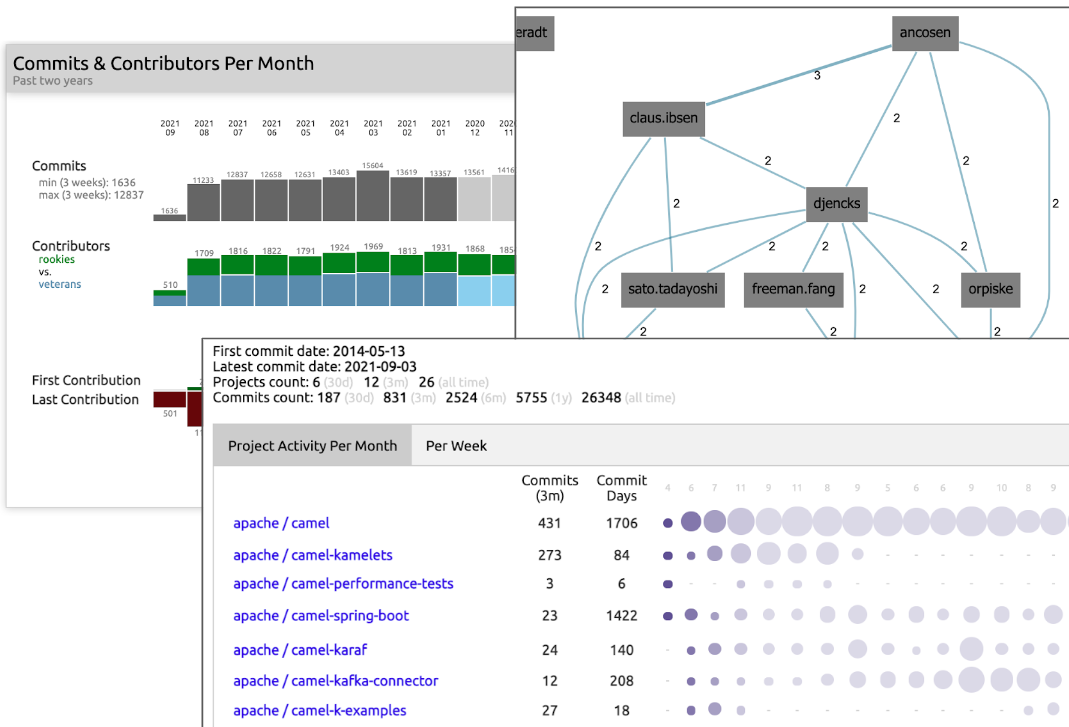 Commits & Contributors Per Month
Past two years
2021 2021 2021 2021 2021 2021 2021 2021 2021 2020
09 08 07 06 05 04 03 02 01 12 11
Commits
min (3 weeks): 1636
max (3 weeks): 12837
1636 11233 12837 12658 12631 13403 15604 13619 13357 13561
Contributors
rookies
vs.
veterans
510 1709 1816 1822 1791 1924 1969 1813 1931 1868
First Contribution
Last Contribution
501
eradt
ancosen
3
claus.ibsen
2
2
2
2
2
djencks
2
2
2
2
sato.tadayoshi
2
freeman.fang
2
2
orpiske
2
2
2
First commit date: 2014-05-13
Latest commit date: 2021-09-03
Projects count: 6 (30d) 12 (3m) 26 (all time)
Commits count: 187 (30d) 831 (3m) 2524 (6m) 5755 (1y) 26348 (all time)
Project Activity Per Month Per Week
Commits Commit
(3m) Days
4 6 7 11 9 11 8 9 5 6 6 9 10 8 9
apache / camel 431 1706
apache / camel-kamelets 273 84
apache / camel-performance-tests 3 6
apache / camel-spring-boot 23 1422
apache / camel-karaf 24 140
apache / camel-kafka-connector 12 208
apache / camel-k-examples 27 18